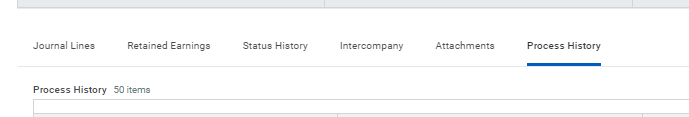 Journal Lines Retained Earnings Status History Intercompany Attachments Process History
Process History 50 items